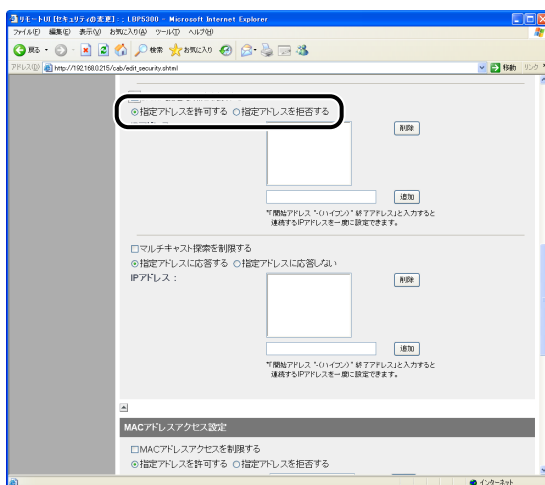 リモートUI [セキュリティの変更] : ; LBP5300 - Microsoft Internet Explorer
ファイル(F) 編集(E) 表示(V) お気に入り(A) ツール(T) ヘルプ(H)
戻る 検索 お気に入り
アドレス(D) http://192.168.0.215/cab/edit_security.shtml 移動 リンク
指定アドレスを許可する 指定アドレスを拒否する
削除
追加
*「開始アドレス "-(ハイフン)" 終了アドレス」と入力すると
連続するIPアドレスを一度に設定できます。
マルチキャスト探索を制限する
指定アドレスに応答する 指定アドレスに応答しない
IPアドレス：
削除
追加
*「開始アドレス "-(ハイフン)" 終了アドレス」と入力すると
連続するIPアドレスを一度に設定できます。
MACアドレスアクセス設定
MACアドレスアクセスを制限する
指定アドレスを許可する 指定アドレスを拒否する
インターネット